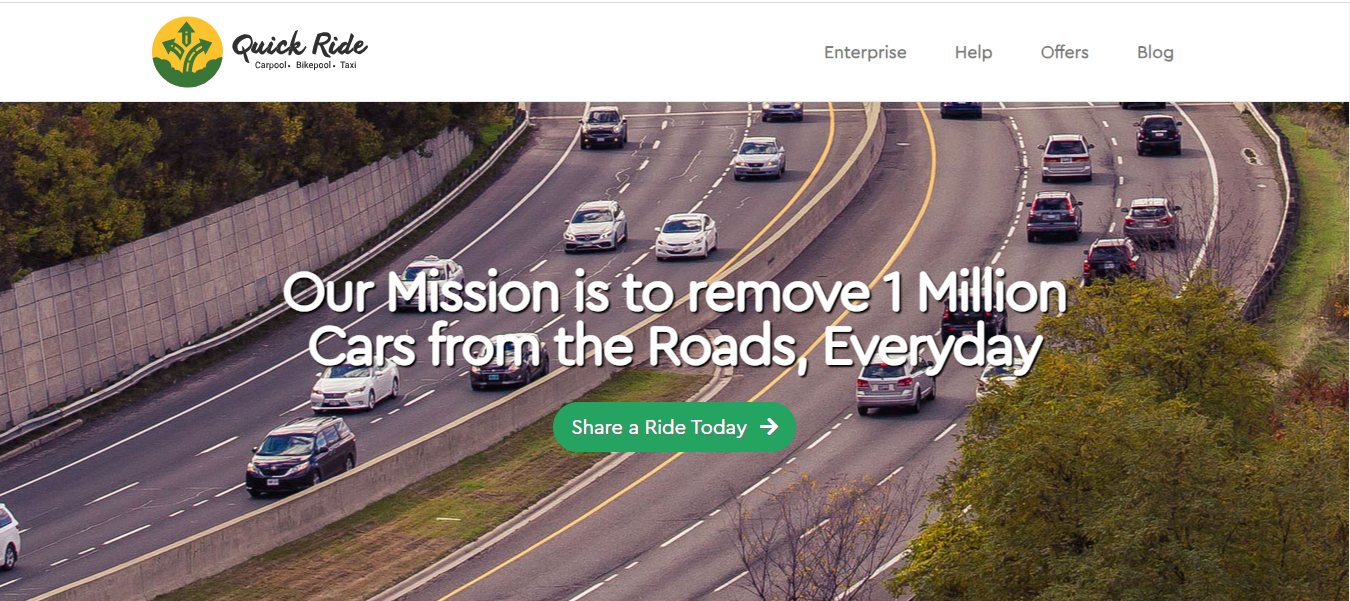 Quick Ride
Carpool• Bikepool• Taxi
Enterprise Help Offers Blog
Our Mission is to remove 1 Million
Cars from the Roads, Everyday
Share a Ride Today →